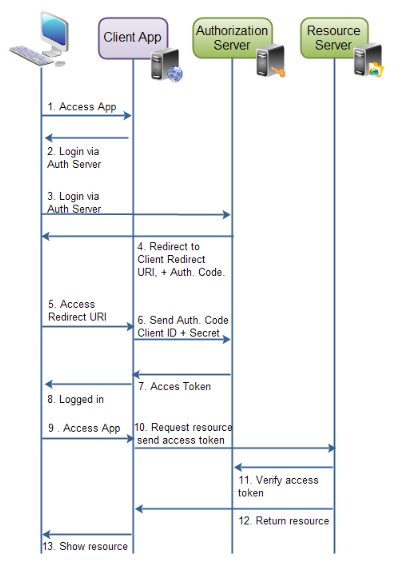 Client App
Authorization
Server
Resource
Server
1. Access App
2. Login via
Auth Server
3. Login via
Auth Server
4. Redirect to
Client Redirect
URI, + Auth. Code.
5. Access
Redirect URI
6. Send Auth. Code
Client ID + Secret
7. Acces Token
8. Logged in
9 . Access App
10. Request resource
send access token
11. Verify access
token
12. Return resource
13. Show resource